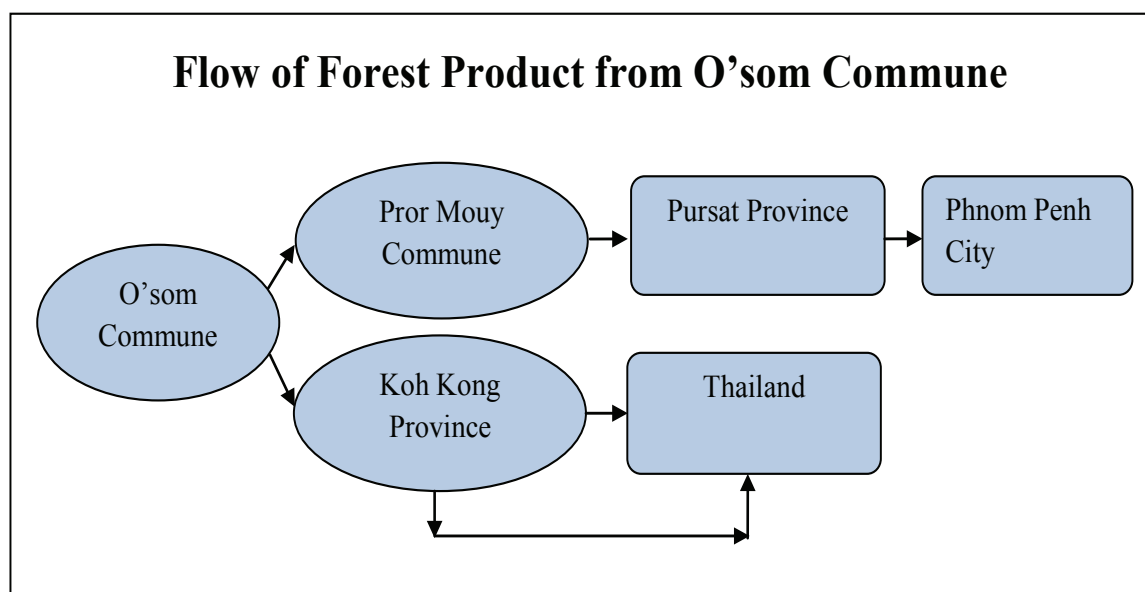 Flow of Forest Product from O’som Commune
O’som
Commune
Pror Mouy
Commune
Pursat Province
Phnom Penh
City
Koh Kong
Province
Thailand